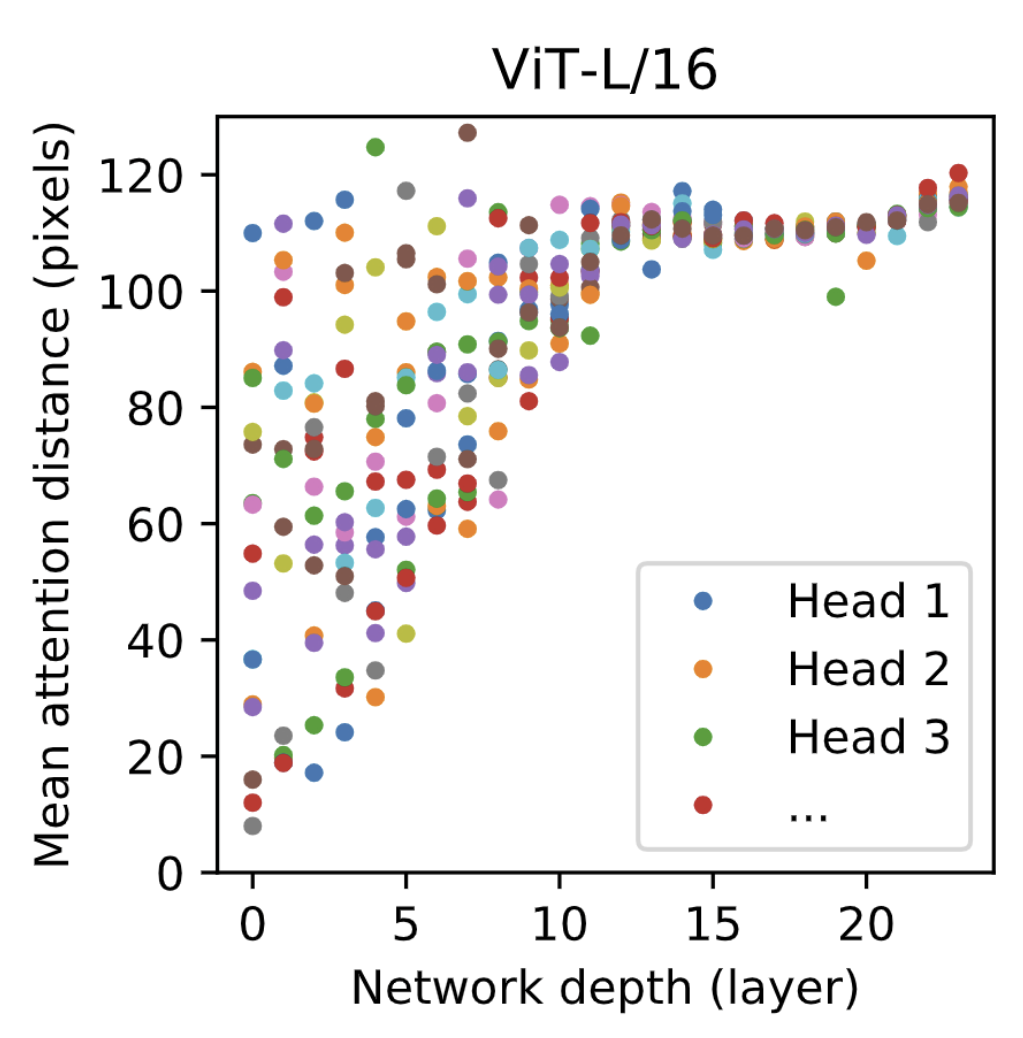 ViT-L/16
Mean attention distance (pixels)
120
100
80
60
40
20
0
0 5 10 15 20
Network depth (layer)
Head 1
Head 2
Head 3
...